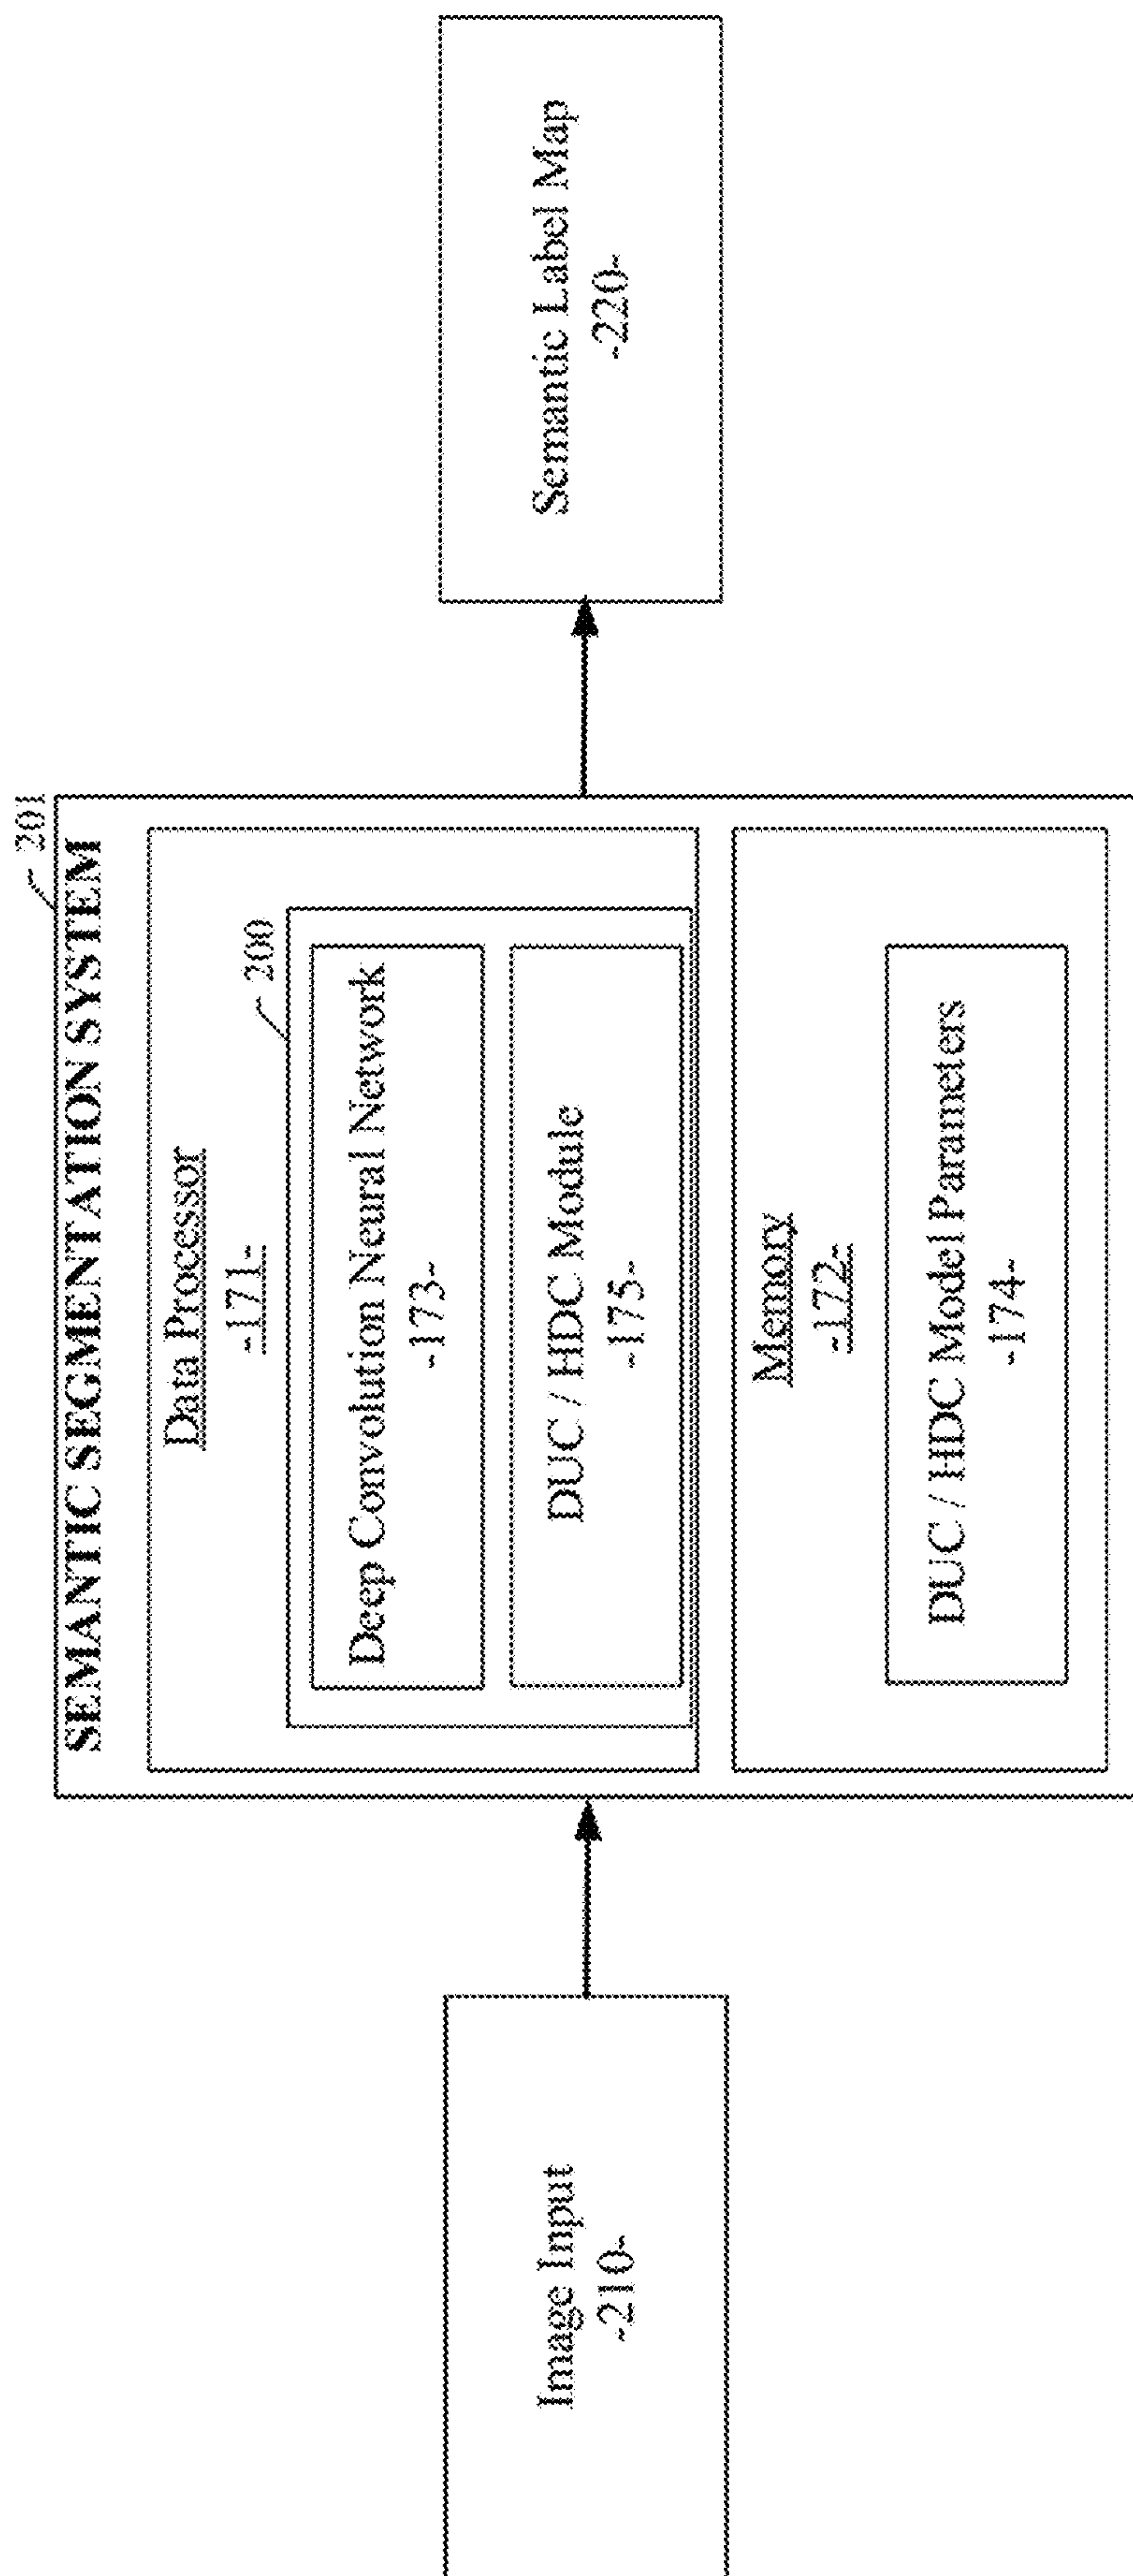 201
SEMANTIC SEGMENTATION SYSTEM
Data Processor
-171-
200
Deep Convolution Neural Network
-173-
DUC / HDC Module
-175-
Memory
-172-
DUC / HDC Model Parameters
-174-
Image Input
-210-
Semantic Label Map
-220-